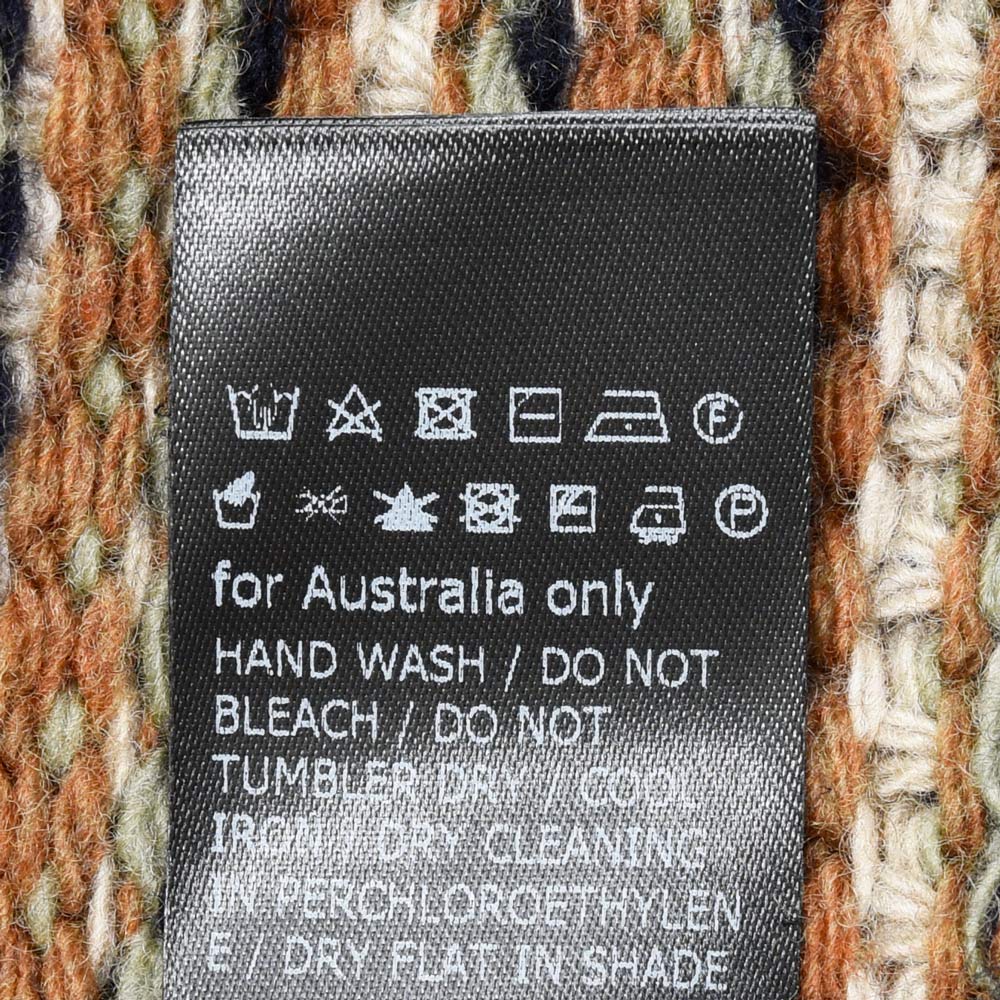 F
P
for Australia only
HAND WASH / DO NOT
BLEACH / DO NOT
TUMBLER DRY / COOL
IRON / DRY CLEANING
IN PERCHLOROETHYLEN
E / DRY FLAT IN SHADE